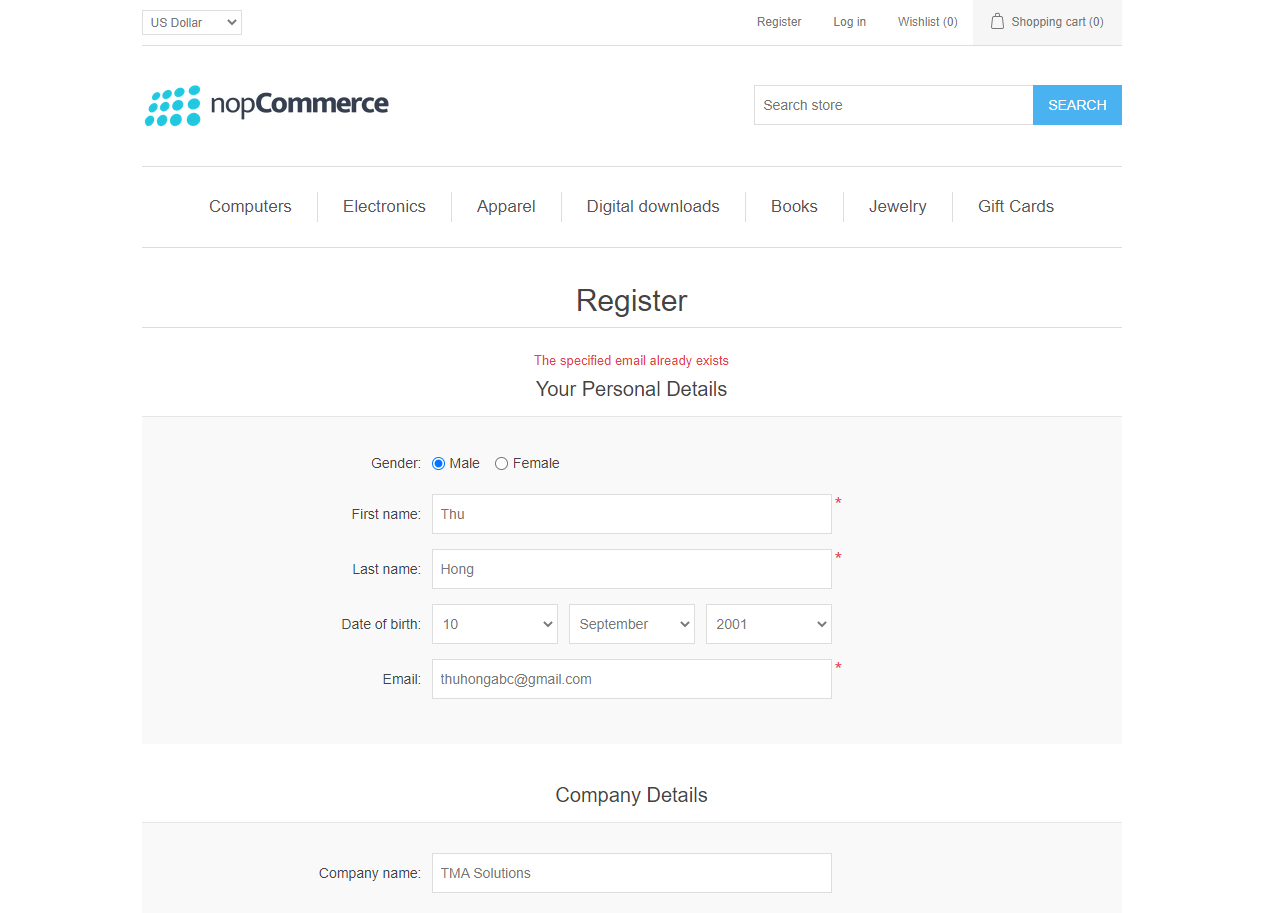 US Dollar Register Log in Wishlist (0) Shopping cart (0)
nopCommerce Search store SEARCH
Computers Electronics Apparel Digital downloads Books Jewelry Gift Cards
Register
The specified email already exists
Your Personal Details
Gender: Male Female
First name: Thu *
Last name: Hong *
Date of birth: 10 September 2001
Email: thuhongabc@gmail.com *
Company Details
Company name: TMA Solutions